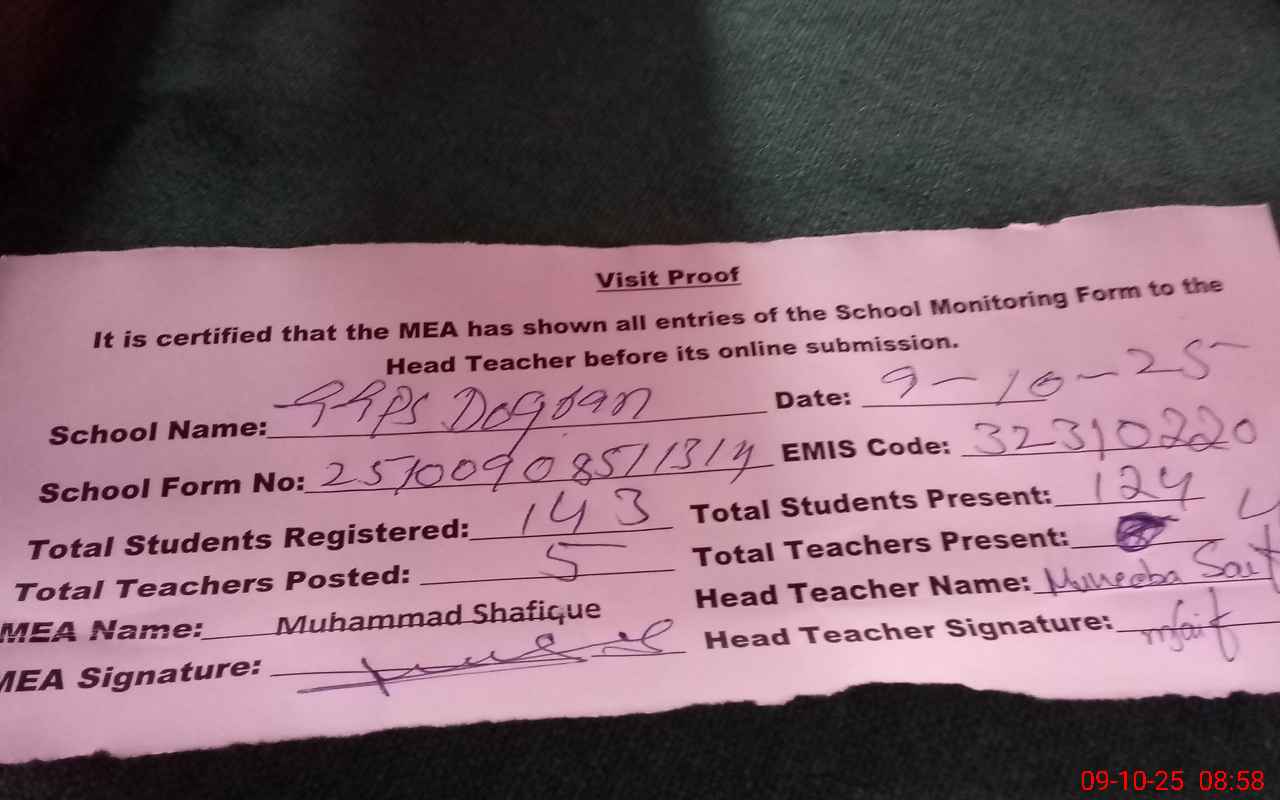 Visit Proof
It is certified that the MEA has shown all entries of the School Monitoring Form to the
Head Teacher before its online submission.
School Name: GGPS Dogran Date: 9-10-25
School Form No: 25100908511314 EMIS Code: 32310220
Total Students Registered: 143 Total Students Present: 124
Total Teachers Posted: 5 Total Teachers Present:
MEA Name: Muhammad Shafique Head Teacher Name: Muneeba Saif
MEA Signature: Head Teacher Signature: msaif
09-10-25 08:58